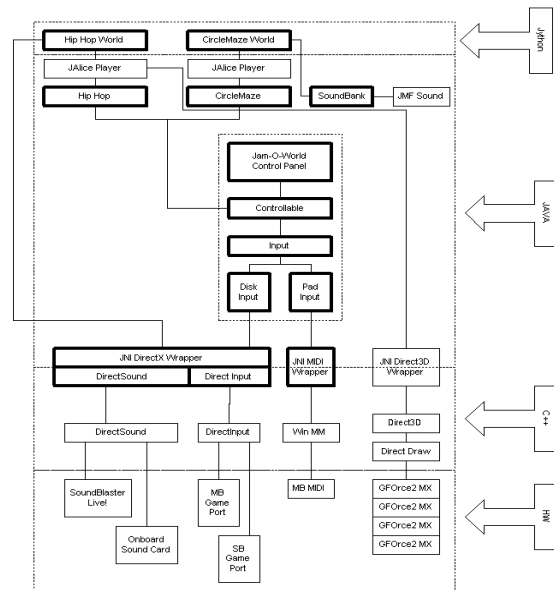 Hip Hop World
CircleMaze World
Jython
JAlice Player
JAlice Player
Hip Hop
CircleMaze
SoundBank
JMF Sound
Jam-O-World
Control Panel
Controllable
JAVA
Input
Disk
Input
Pad
Input
JNI DirectX Wrapper
DirectSound
Direct Input
JNI MIDI
Wrapper
JNI Direct3D
Wrapper
C++
DirectSound
DirectInput
Win MM
Direct3D
Direct Draw
SoundBlaster
Live!
Onboard
Sound Card
MB
Game
Port
SB
Game
Port
MB MIDI
GFOrce2 MX
GFOrce2 MX
GFOrce2 MX
GFOrce2 MX
HW